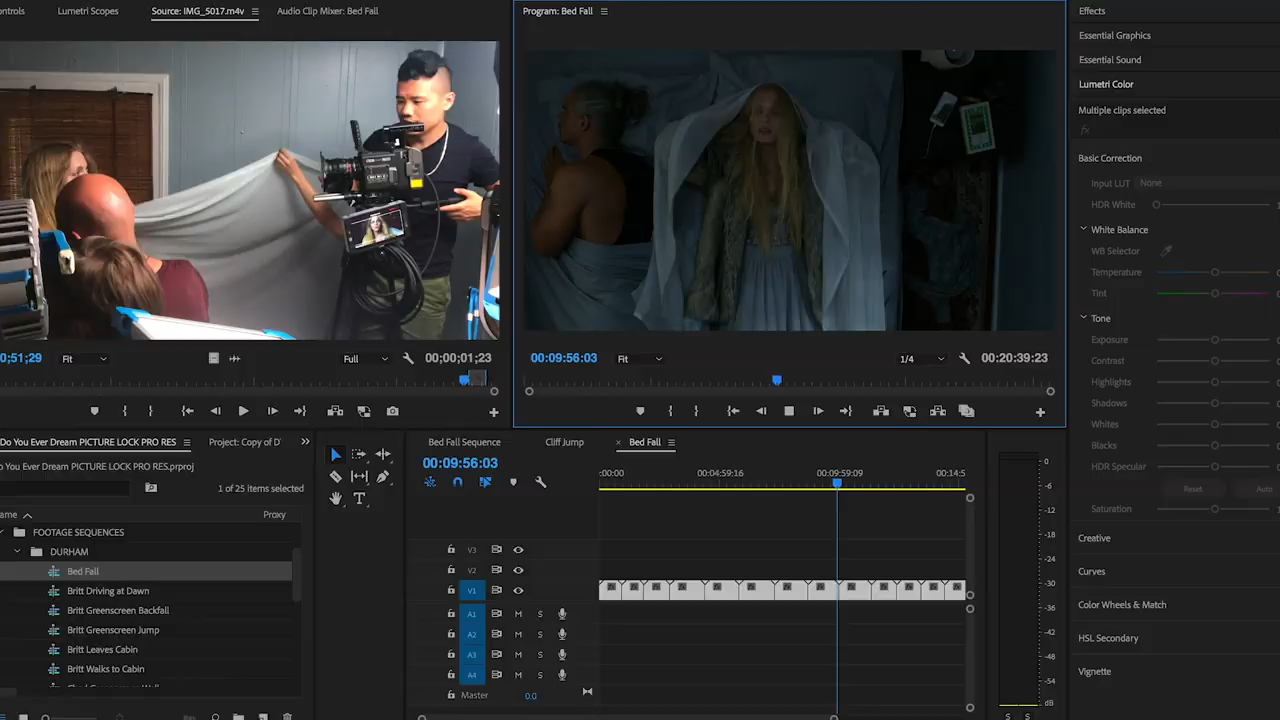 ontrols
Lumetri Scopes
Source: IMG_5017.m4v
Audio Clip Mixer: Bed Fall
Program: Bed Fall
Effects
Essential Graphics
Essential Sound
Lumetri Color
Multiple clips selected
fx
Basic Correction
Input LUT None
HDR White
White Balance
WB Selector
Temperature
Tint
Tone
Exposure
Contrast
Highlights
Shadows
Whites
Blacks
HDR Specular
Reset Auto
Saturation
Creative
Curves
Color Wheels & Match
HSL Secondary
Vignette
0;51;29 Fit Full 00;00;01;23
00:09:56:03 Fit 1/4 00:20:39:23
Do You Ever Dream PICTURE LOCK PRO RES
Project: Copy of D'
Do You Ever Dream PICTURE LOCK PRO RES.prproj
1 of 25 items selected
ame Proxy
FOOTAGE SEQUENCES
DURHAM
Bed Fall
Britt Driving at Dawn
Britt Greenscreen Backfall
Britt Greenscreen Jump
Britt Leaves Cabin
Britt Walks to Cabin
Bed Fall Sequence
Cliff Jump
× Bed Fall
00:09:56:03
:00:00 00:04:59:16 00:09:59:09 00:14:5
V3
V2
V1
A1 M S
A2 M S
A3 M S
A4 M S
Master 0.0
0
-6
-12
-18
-24
-30
-36
-42
-48
-54
dB
S S